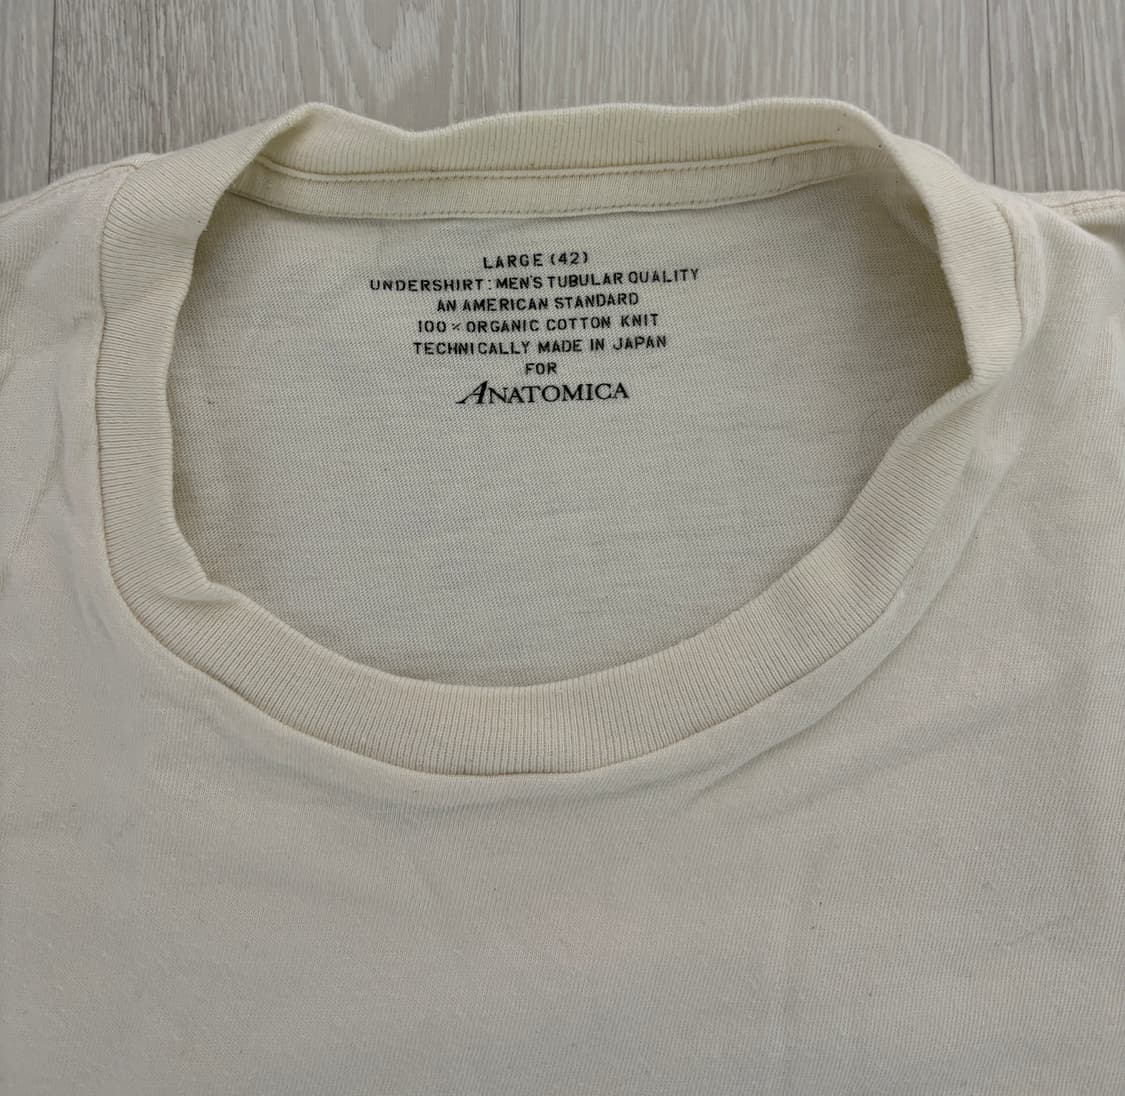 LARGE (42)
UNDERSHIRT: MEN'S TUBULAR QUALITY
AN AMERICAN STANDARD
100% ORGANIC COTTON KNIT
TECHNICALLY MADE IN JAPAN
FOR
ANATOMICA